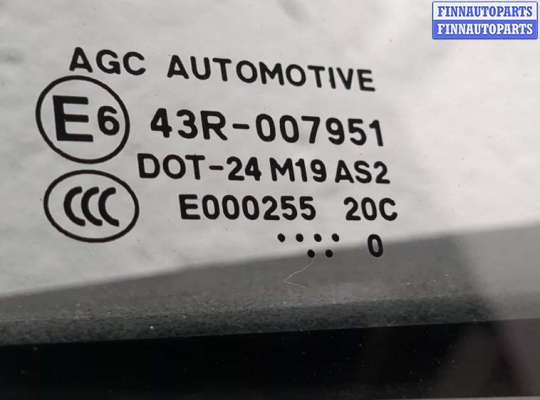 FINNAUTOPARTS
FINNAUTOPARTS
AGC AUTOMOTIVE
E6 43R-007951
DOT-24 M19 AS2
CCC E000255 20C
0